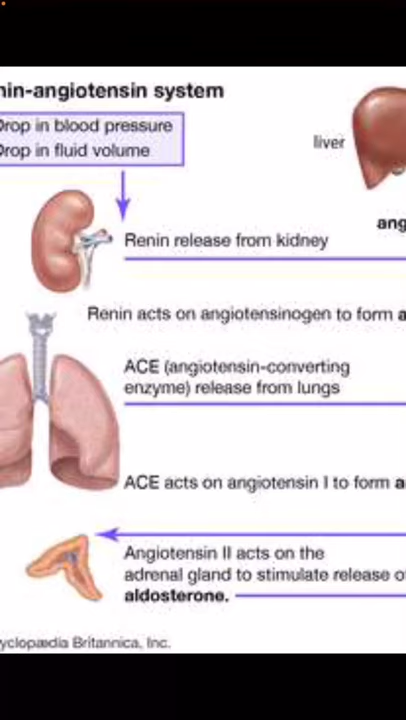 nin-angiotensin system
Drop in blood pressure
Drop in fluid volume
liver
ang
Renin release from kidney
Renin acts on angiotensinogen to form a
ACE (angiotensin-converting
enzyme) release from lungs
ACE acts on angiotensin I to form a
Angiotensin II acts on the
adrenal gland to stimulate release of
aldosterone.
cyclopædia Britannica, Inc.